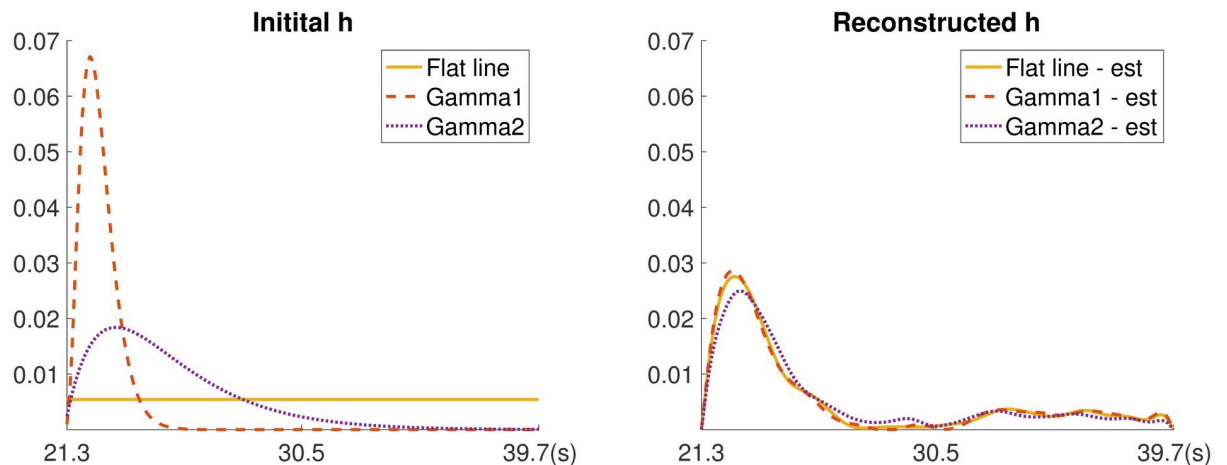 Initital h
0.07
0.06
0.05
0.04
0.03
0.02
0.01
21.3
30.5
39.7(s)
Flat line
Gamma1
Gamma2
Reconstructed h
0.07
0.06
0.05
0.04
0.03
0.02
0.01
21.3
30.5
39.7(s)
Flat line - est
Gamma1 - est
Gamma2 - est